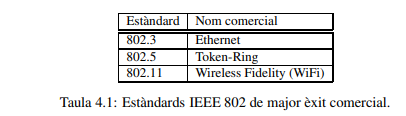 Estàndard Nom comercial
802.3 Ethernet
802.5 Token-Ring
802.11 Wireless Fidelity (WiFi)
Taula 4.1: Estàndards IEEE 802 de major èxit comercial.